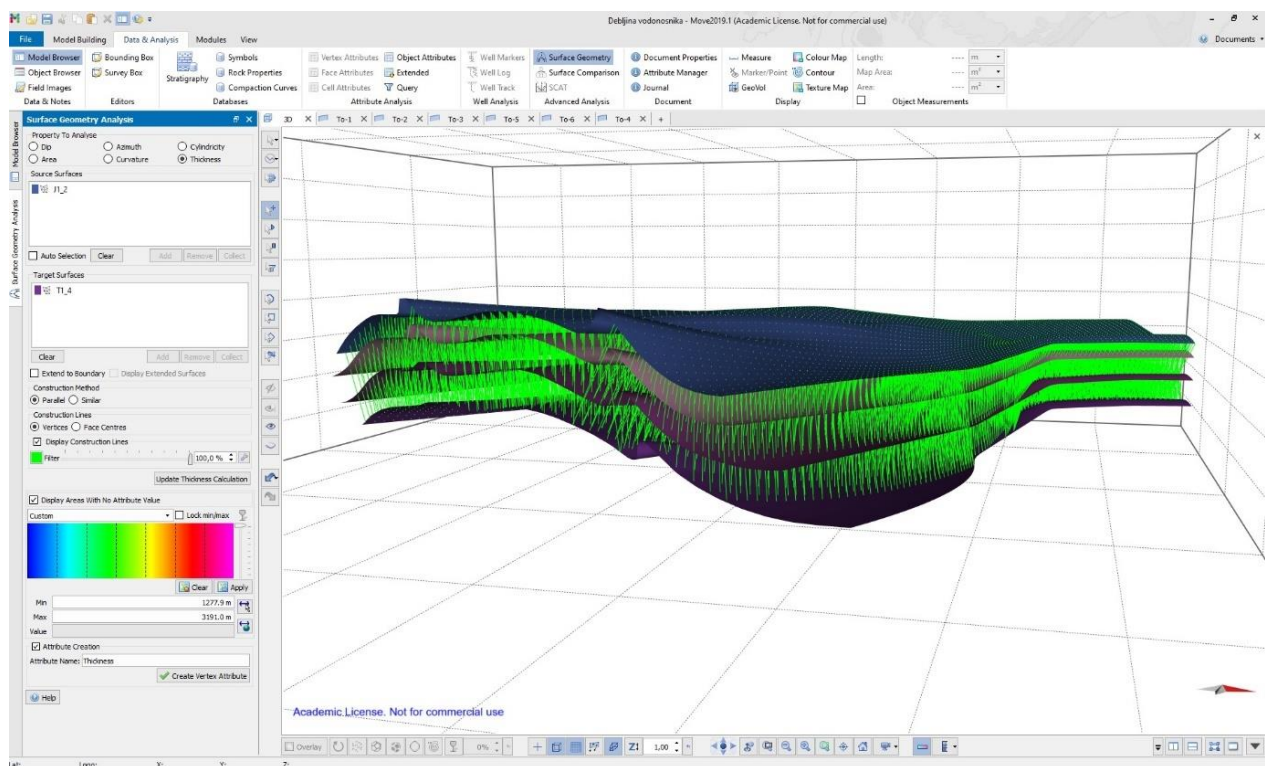 Debljina vodonosnika - Move2019.1 (Academic License. Not for commercial use)
File Model Building Data & Analysis Modules View Documents
Model Browser Bounding Box Symbols Vertex Attributes Object Attributes Well Markers Surface Geometry Document Properties Measure Colour Map Length: ---- m
Object Browser Survey Box Stratigraphy Rock Properties Face Attributes Extended Well Log Surface Comparison Attribute Manager Marker/Point Contour Map Area: ---- m²
Field Images Compaction Curves Cell Attributes Query Well Track SCAT Journal GeoVol Texture Map Area: ---- m²
Data & Notes Editors Databases Attribute Analysis Well Analysis Advanced Analysis Document Display Object Measurements
Surface Geometry Analysis
3D To-1 To-2 To-3 To-5 To-6 To-4 +
Model Browser
Surface Geometry Analysis
Property To Analyse
Dip Azimuth Cylindricity
Area Curvature Thickness
Source Surfaces
J1_2
Auto Selection Clear Add Remove Collect
Target Surfaces
T1_4
Clear Add Remove Collect
Extend to Boundary Display Extended Surfaces
Construction Method
Parallel Similar
Construction Lines
Vertices Face Centres
Display Construction Lines
Filter 100,0 %
Update Thickness Calculation
Display Areas With No Attribute Value
Custom Lock min/max
Clear Apply
Min 1277.9 m
Max 3191.0 m
Value
Attribute Creation
Attribute Name: Thickness
Create Vertex Attribute
Help
Academic License. Not for commercial use
Overlay 0% Z: 1,00
Lat: Long: X: Y: Z: